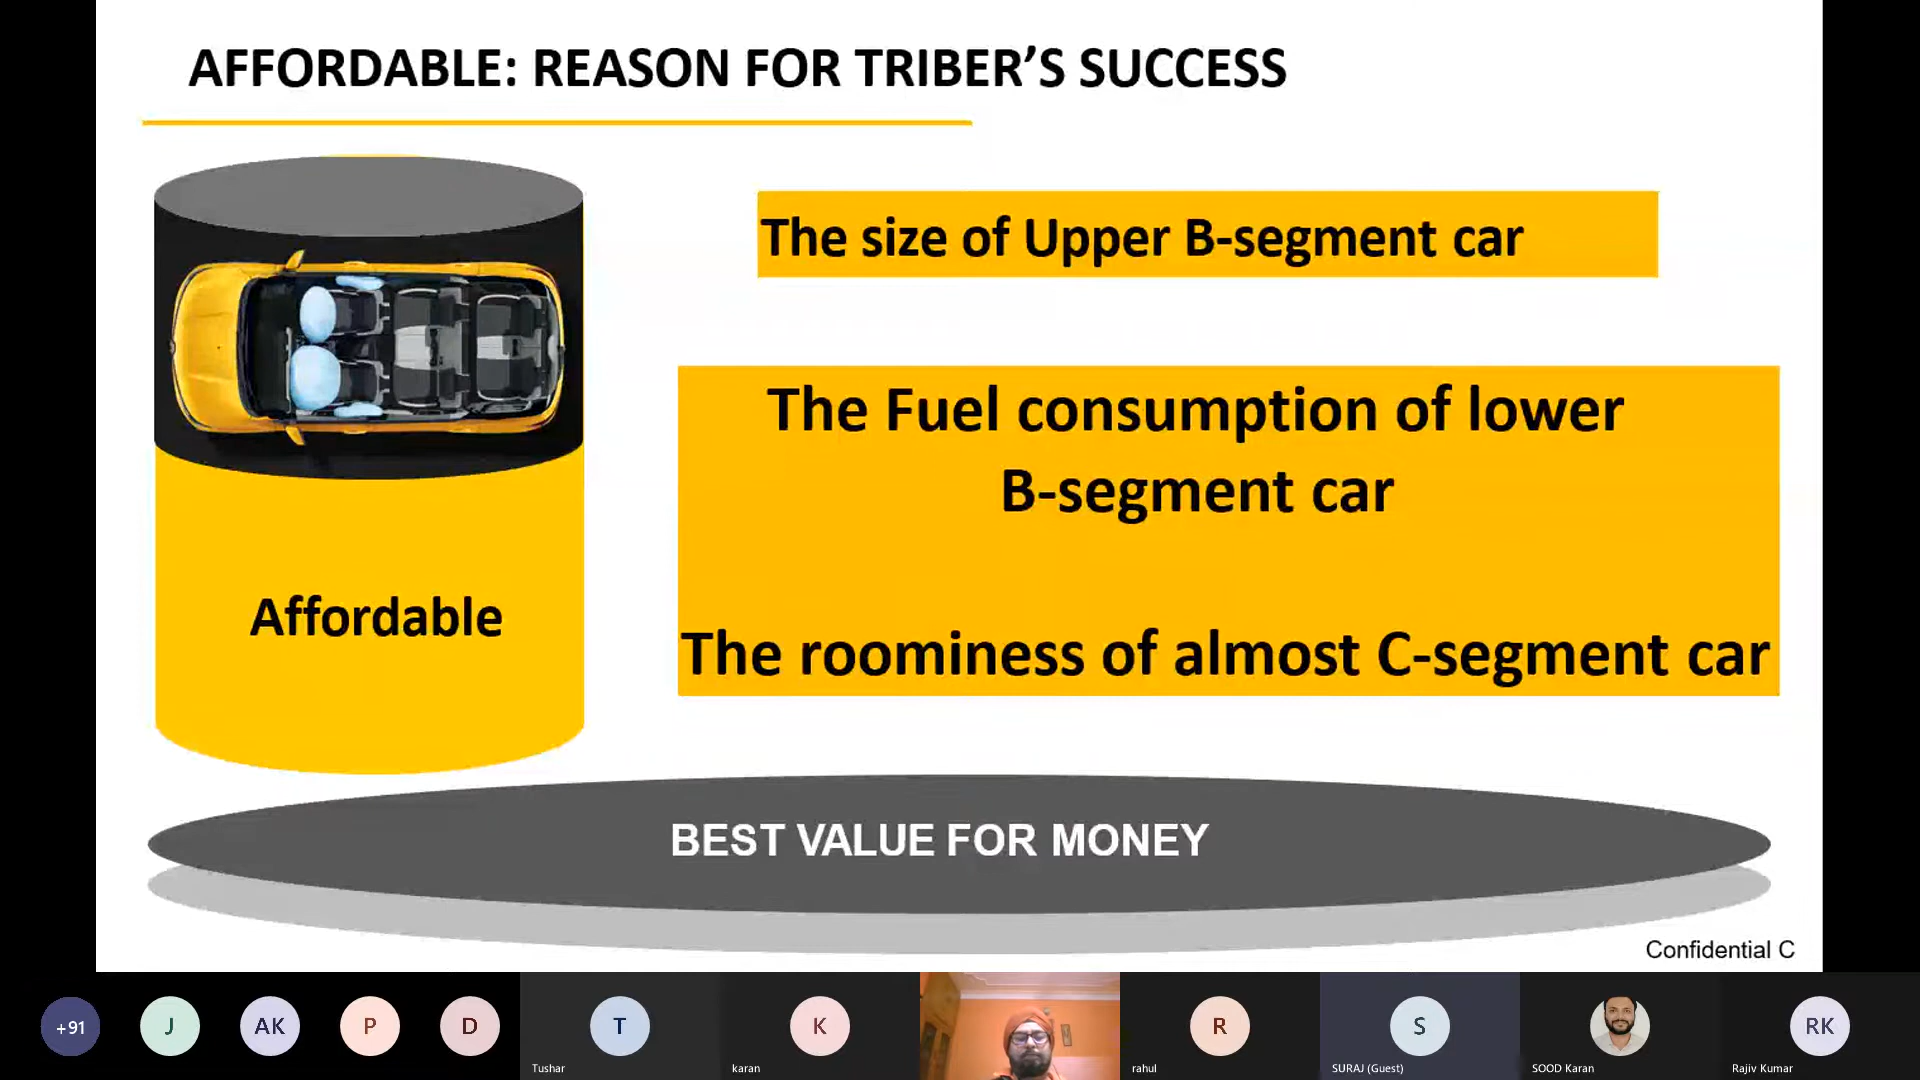 AFFORDABLE: REASON FOR TRIBER’S SUCCESS
The size of Upper B-segment car
The Fuel consumption of lower
B-segment car
The roominess of almost C-segment car
Affordable
BEST VALUE FOR MONEY
Confidential C
+91
J
AK
P
D
T
K
R
S
RK
Tushar
karan
rahul
SURAJ (Guest)
SOOD Karan
Rajiv Kumar